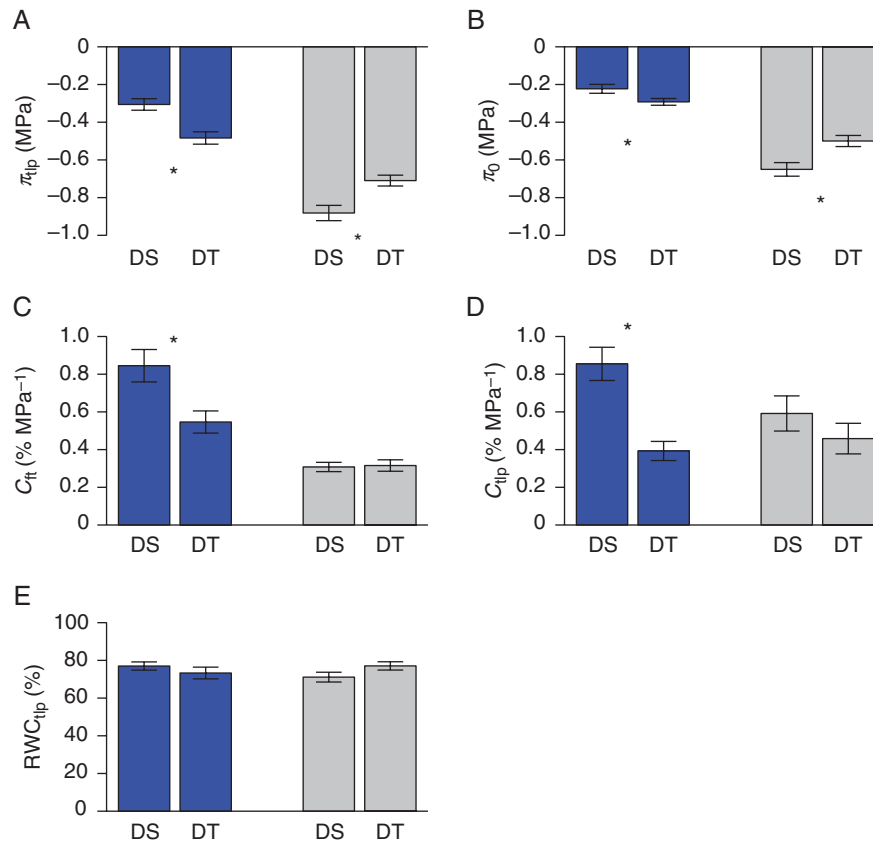 A
0
−0.2
−0.4
−0.6
−0.8
−1.0
πtlp (MPa)
*
*
DS DT DS DT
B
0
−0.2
−0.4
−0.6
−0.8
−1.0
π0 (MPa)
*
*
DS DT DS DT
C
1.0
0.8
0.6
0.4
0.2
0
Cft (% MPa−1)
*
DS DT DS DT
D
1.0
0.8
0.6
0.4
0.2
0
Ctlp (% MPa−1)
*
DS DT DS DT
E
100
80
60
40
20
0
RWCtlp (%)
DS DT DS DT